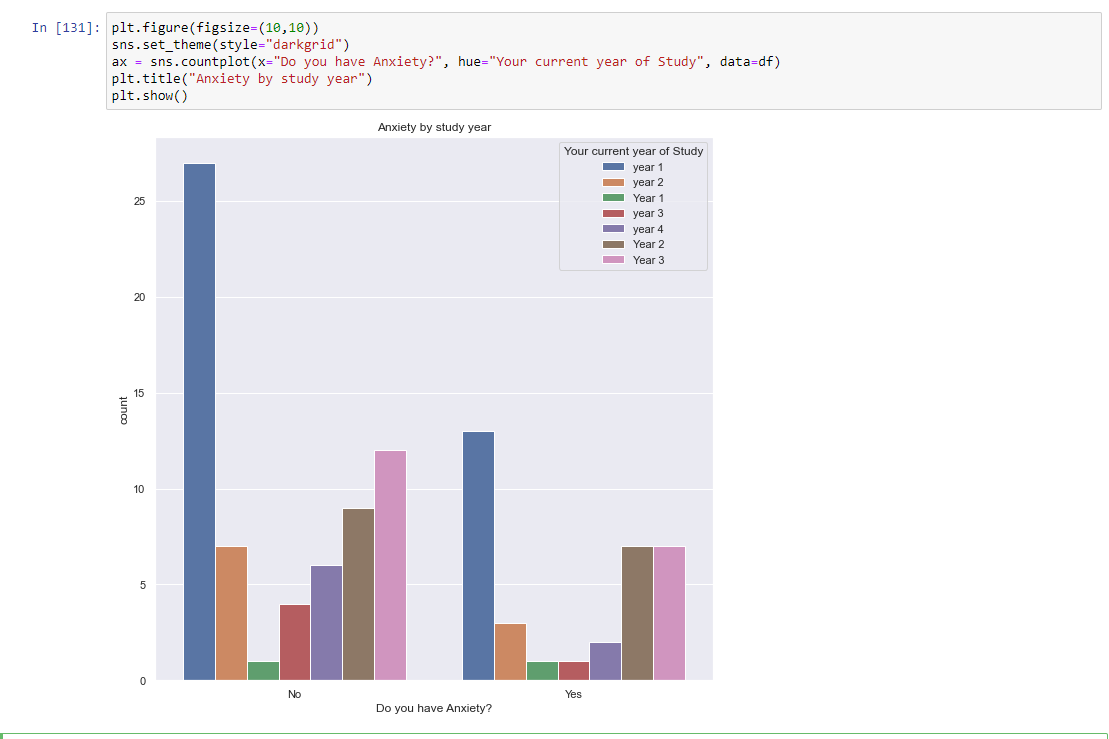 In [131]:
plt.figure(figsize=(10,10))
sns.set_theme(style="darkgrid")
ax = sns.countplot(x="Do you have Anxiety?", hue="Your current year of Study", data=df)
plt.title("Anxiety by study year")
plt.show()
Anxiety by study year
Your current year of Study
year 1
year 2
Year 1
year 3
year 4
Year 2
Year 3
25
20
15
10
5
0
count
No
Yes
Do you have Anxiety?